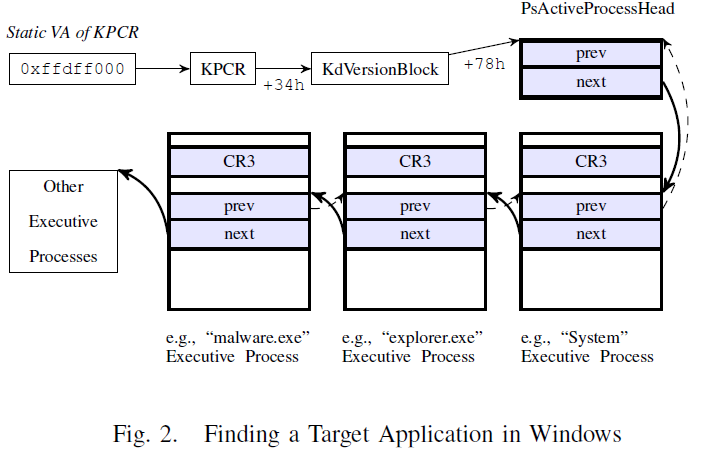 PsActiveProcessHead
Static VA of KPCR
0xffdff000
KPCR
+34h
KdVersionBlock
+78h
prev
next
Other
Executive
Processes
CR3
prev
next
CR3
prev
next
CR3
prev
next
e.g., “malware.exe”
Executive Process
e.g., “explorer.exe”
Executive Process
e.g., “System”
Executive Process
Fig. 2. Finding a Target Application in Windows